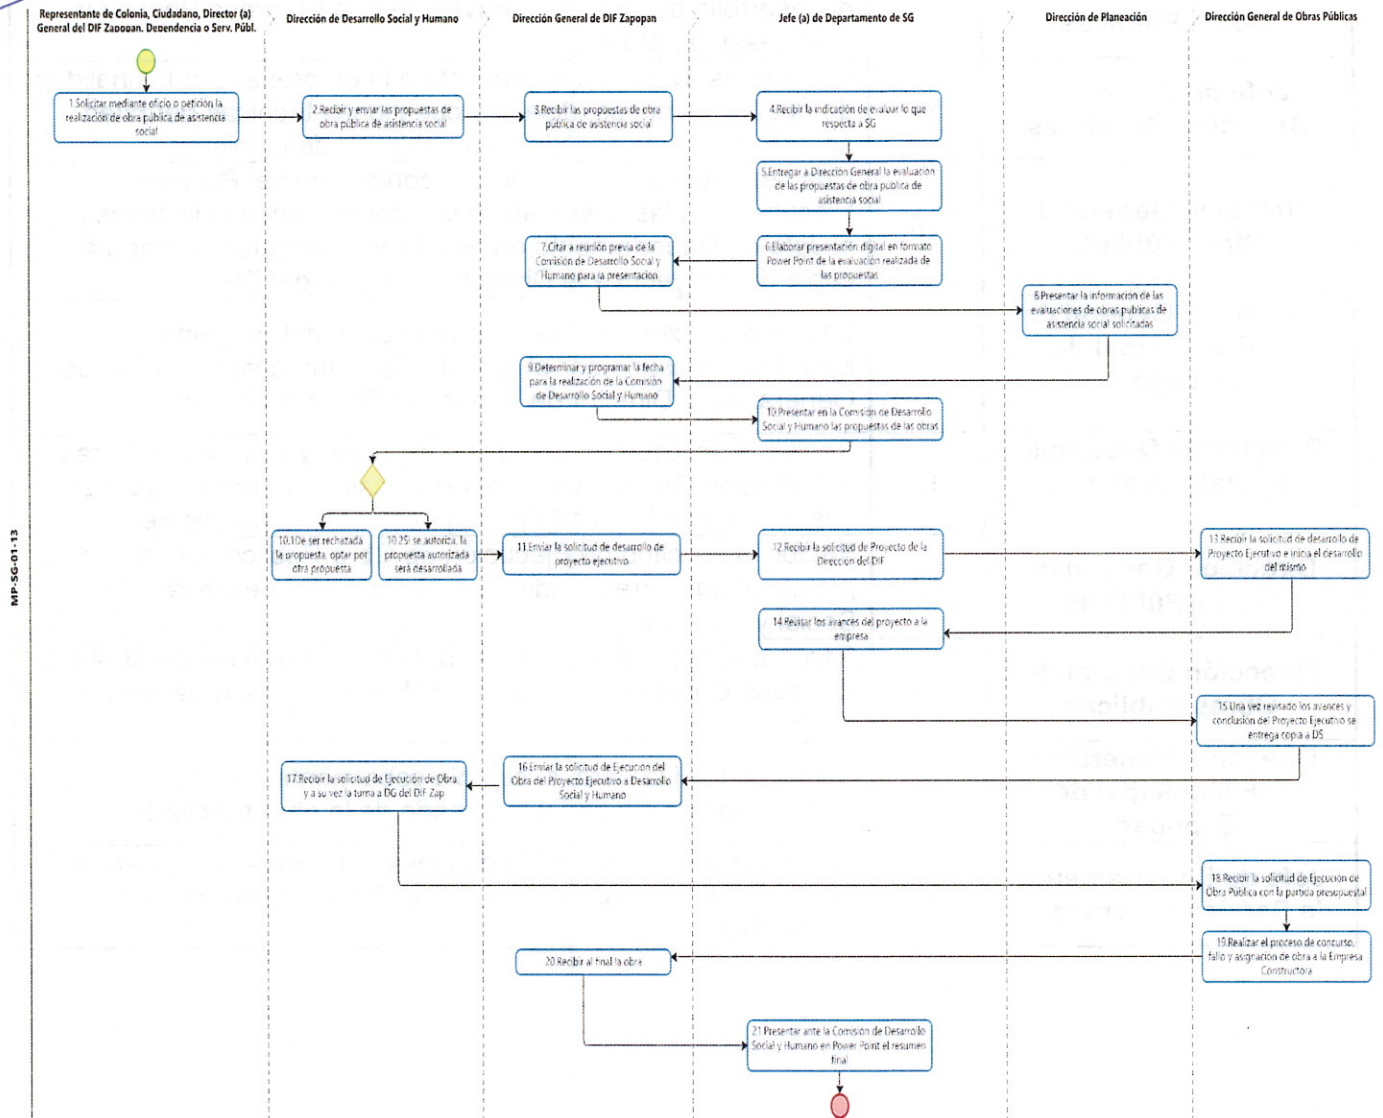 Representante de Colonia, Ciudadano, Director (a)
General del DIF Zapopan, Dependencia o Serv. Públ.
Dirección de Desarrollo Social y Humano
Dirección General de DIF Zapopan
Jefe (a) de Departamento de SG
Dirección de Planeación
Dirección General de Obras Públicas
MP-SG-01-13
1.Solicitar mediante oficio o petición la
realización de obra pública de asistencia
social
2.Recibir y enviar las propuestas de
obra pública de asistencia social
3.Recibir las propuestas de obra
pública de asistencia social
4.Recibir la indicación de evaluar lo que
respecta a SG
5.Entregar a Dirección General la evaluación
de las propuestas de obra publica de
asistencia social
6.Elaborar presentación digital en formato
Power Point de la evaluación realizada de
las propuestas
7.Citar a reunión previa de la
Comisión de Desarrollo Social y
Humano para la presentación
8.Presentar la información de las
evaluaciones de obras publicas de
asistencia social solicitadas
9.Determinar y programar la fecha
para la realización de la Comisión
de Desarrollo Social y Humano
10.Presentar en la Comisión de Desarrollo
Social y Humano las propuestas de las obras
10.1De ser rechazada
la propuesta, optar por
otra propuesta
10.2Si se autoriza, la
propuesta autorizada
será desarrollada
11.Enviar la solicitud de desarrollo de
proyecto ejecutivo
12.Recibir la solicitud de Proyecto de la
Dirección del DIF
13.Recibir la solicitud de desarrollo de
Proyecto Ejecutivo e inicia el desarrollo
del mismo
14.Revisar los avances del proyecto a la
empresa
15.Una vez revisado los avances y
conclusión del Proyecto Ejecutivo se
entrega copia a DS
16.Enviar la solicitud de Ejecución del
Obra del Proyecto Ejecutivo a Desarrollo
Social y Humano
17.Recibir la solicitud de Ejecución de Obra,
y a su vez la turna a DG del DIF Zap
18.Recibir la solicitud de Ejecución de
Obra Pública con la partida presupuestal
19.Realizar el proceso de concurso,
fallo y asignación de obra a la Empresa
Constructora
20.Recibir al final la obra
21.Presentar ante la Comisión de Desarrollo
Social y Humano en Power Point el resumen
final